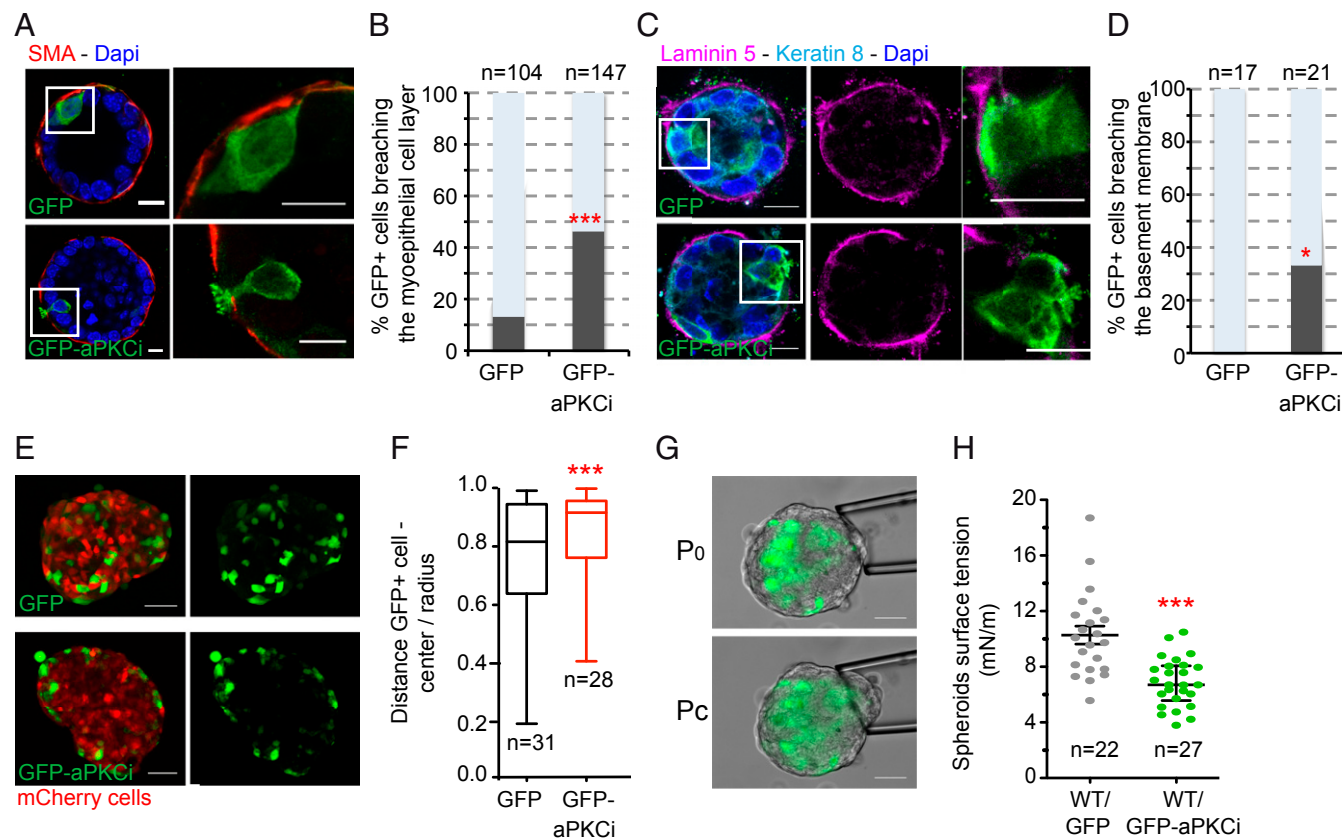 A
SMA - Dapi
GFP
GFP-aPKCi
B
n=104 n=147
% GFP+ cells breaching
the myoepithelial cell layer
100
80
60
40
20
0
***
GFP GFP-
aPKCi
C
Laminin 5 - Keratin 8 - Dapi
GFP
GFP-aPKCi
D
n=17 n=21
% GFP+ cells breaching
the basement membrane
100
80
60
40
20
0
*
GFP GFP-
aPKCi
E
GFP
GFP-aPKCi
mCherry cells
F
Distance GFP+ cell -
center / radius
1.0
0.8
0.6
0.4
0.2
0.0
***
n=31
n=28
GFP GFP-
aPKCi
G
P0
Pc
H
Spheroids surface tension
(mN/m)
20
16
12
8
4
0
***
n=22 n=27
WT/ WT/
GFP GFP-aPKCi